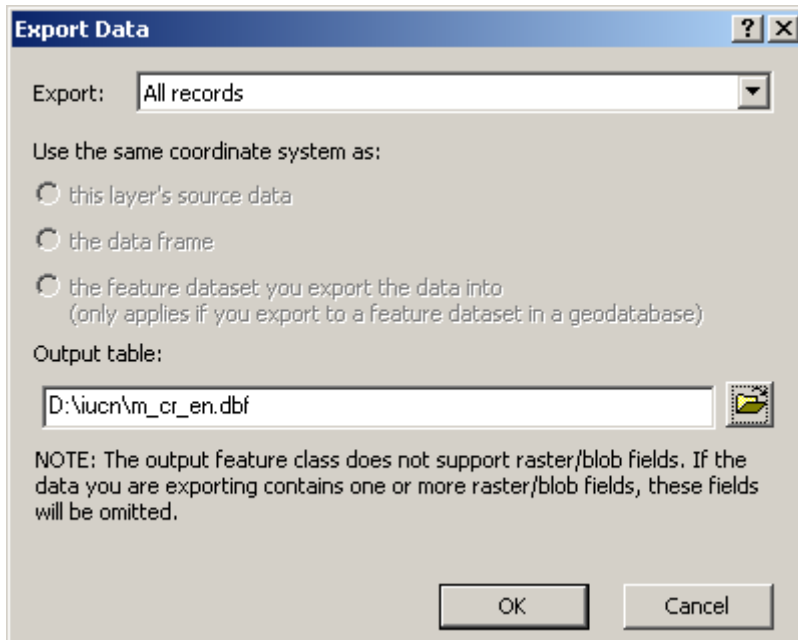 Export Data
Export: All records
Use the same coordinate system as:
this layer's source data
the data frame
the feature dataset you export the data into
(only applies if you export to a feature dataset in a geodatabase)
Output table:
D:\iucn\m_cr_en.dbf
NOTE: The output feature class does not support raster/blob fields. If the
data you are exporting contains one or more raster/blob fields, these fields
will be omitted.
OK Cancel